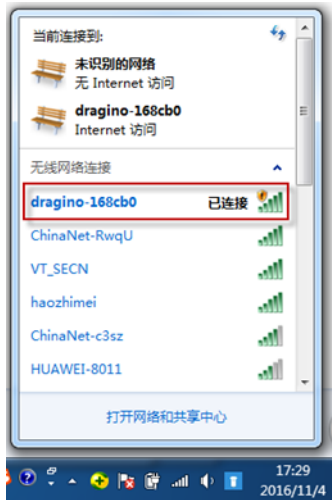 当前连接到:
未识别的网络
无 Internet 访问
dragino-168cb0
Internet 访问
无线网络连接
dragino-168cb0 已连接
ChinaNet-RwqU
VT_SECN
haozhimei
ChinaNet-c3sz
HUAWEI-8011
打开网络和共享中心
17:29
2016/11/4